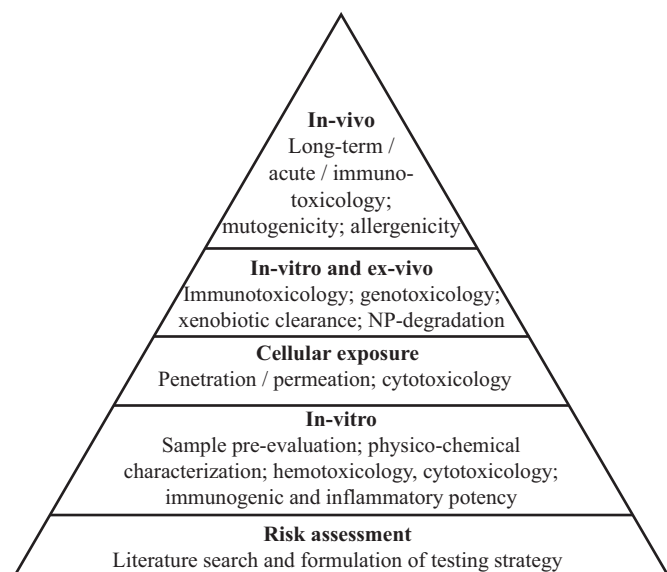 In-vivo
Long-term /
acute / immuno-
toxicology;
mutogenicity; allergenicity
In-vitro and ex-vivo
Immunotoxicology; genotoxicology;
xenobiotic clearance; NP-degradation
Cellular exposure
Penetration / permeation; cytotoxicology
In-vitro
Sample pre-evaluation; physico-chemical
characterization; hemotoxicology, cytotoxicology;
immunogenic and inflammatory potency
Risk assessment
Literature search and formulation of testing strategy